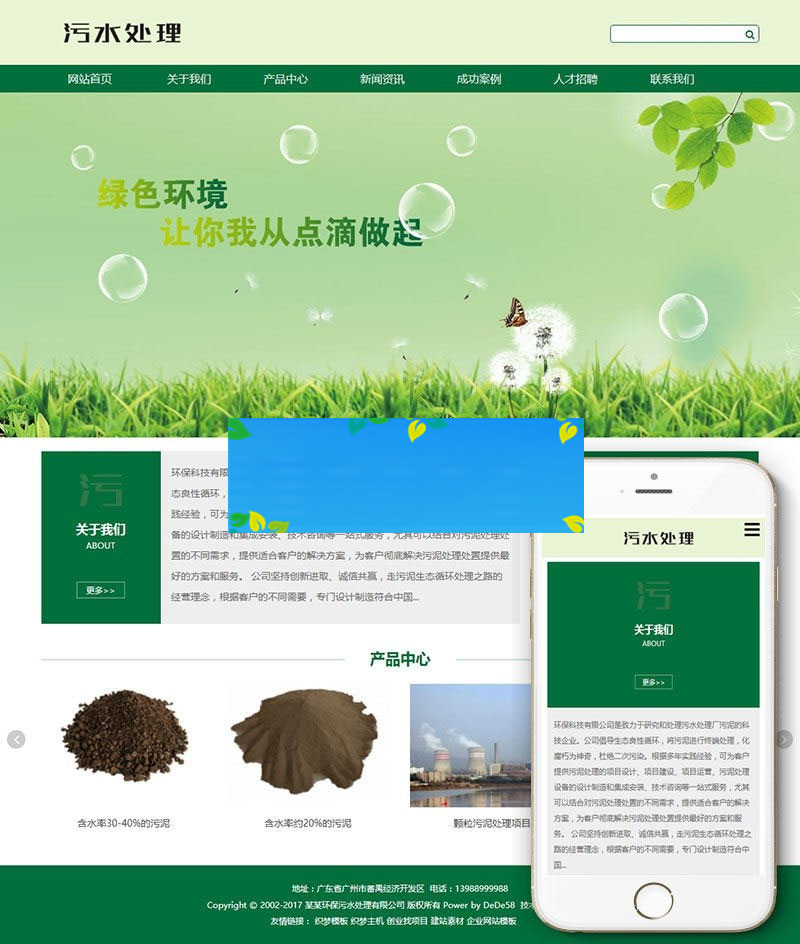 污水处理
网站首页 关于我们 产品中心 新闻资讯 成功案例 人才招聘 联系我们
绿色环境
让你我从点滴做起
污
关于我们
ABOUT
更多>>
环保科技有限
态良性循环，
践经验，可为
备的设计制造和集成安装、技术咨询等一站式服务，尤其可以结合对污泥处理处
置的不同需求，提供适合客户的解决方案，为客户彻底解决污泥处理处置提供最
好的方案和服务。 公司坚持创新进取、诚信共赢，走污泥生态循环处理之路的
经营理念，根据客户的不同需要，专门设计制造符合中国...
产品中心
含水率30-40%的污泥
含水率约20%的污泥
颗粒污泥处理项目
污水处理
污
关于我们
ABOUT
更多>>
环保科技有限公司是致力于研究和处理污水处理厂污泥的科
技企业。公司倡导生态良性循环，将污泥进行终端处理，化
腐朽为神奇，杜绝二次污染。根据多年实践经验，可为客户
提供污泥处理的项目设计、项目建设、项目运营、污泥处理
设备的设计制造和集成安装、技术咨询等一站式服务，尤其
可以结合对污泥处理处置的不同需求，提供适合客户的解决
方案，为客户彻底解决污泥处理处置提供最好的方案和服
务。 公司坚持创新进取、诚信共赢，走污泥生态循环处理之
路的经营理念，根据客户的不同需要，专门设计制造符合中
国...
地址：广东省广州市番禺经济开发区 电话：13988999988
Copyright © 2002-2017 某某环保污水处理有限公司 版权所有 Power by DeDe58 技
友情链接： 织梦模板 织梦主机 创业找项目 建站素材 企业网站模板